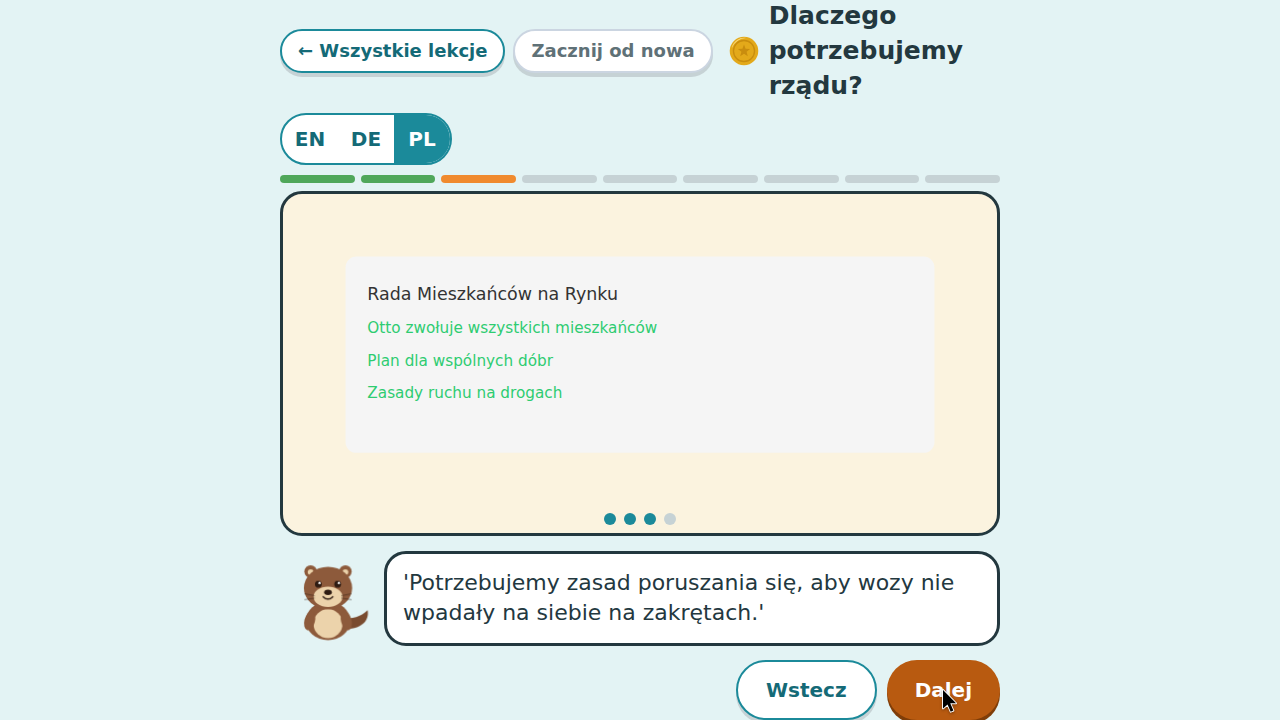 ← Wszystkie lekcje
Zacznij od nowa
Dlaczego
potrzebujemy
rządu?
EN DE PL
Rada Mieszkańców na Rynku
Otto zwołuje wszystkich mieszkańców
Plan dla wspólnych dóbr
Zasady ruchu na drogach
'Potrzebujemy zasad poruszania się, aby wozy nie
wpadały na siebie na zakrętach.'
Wstecz
Dalej